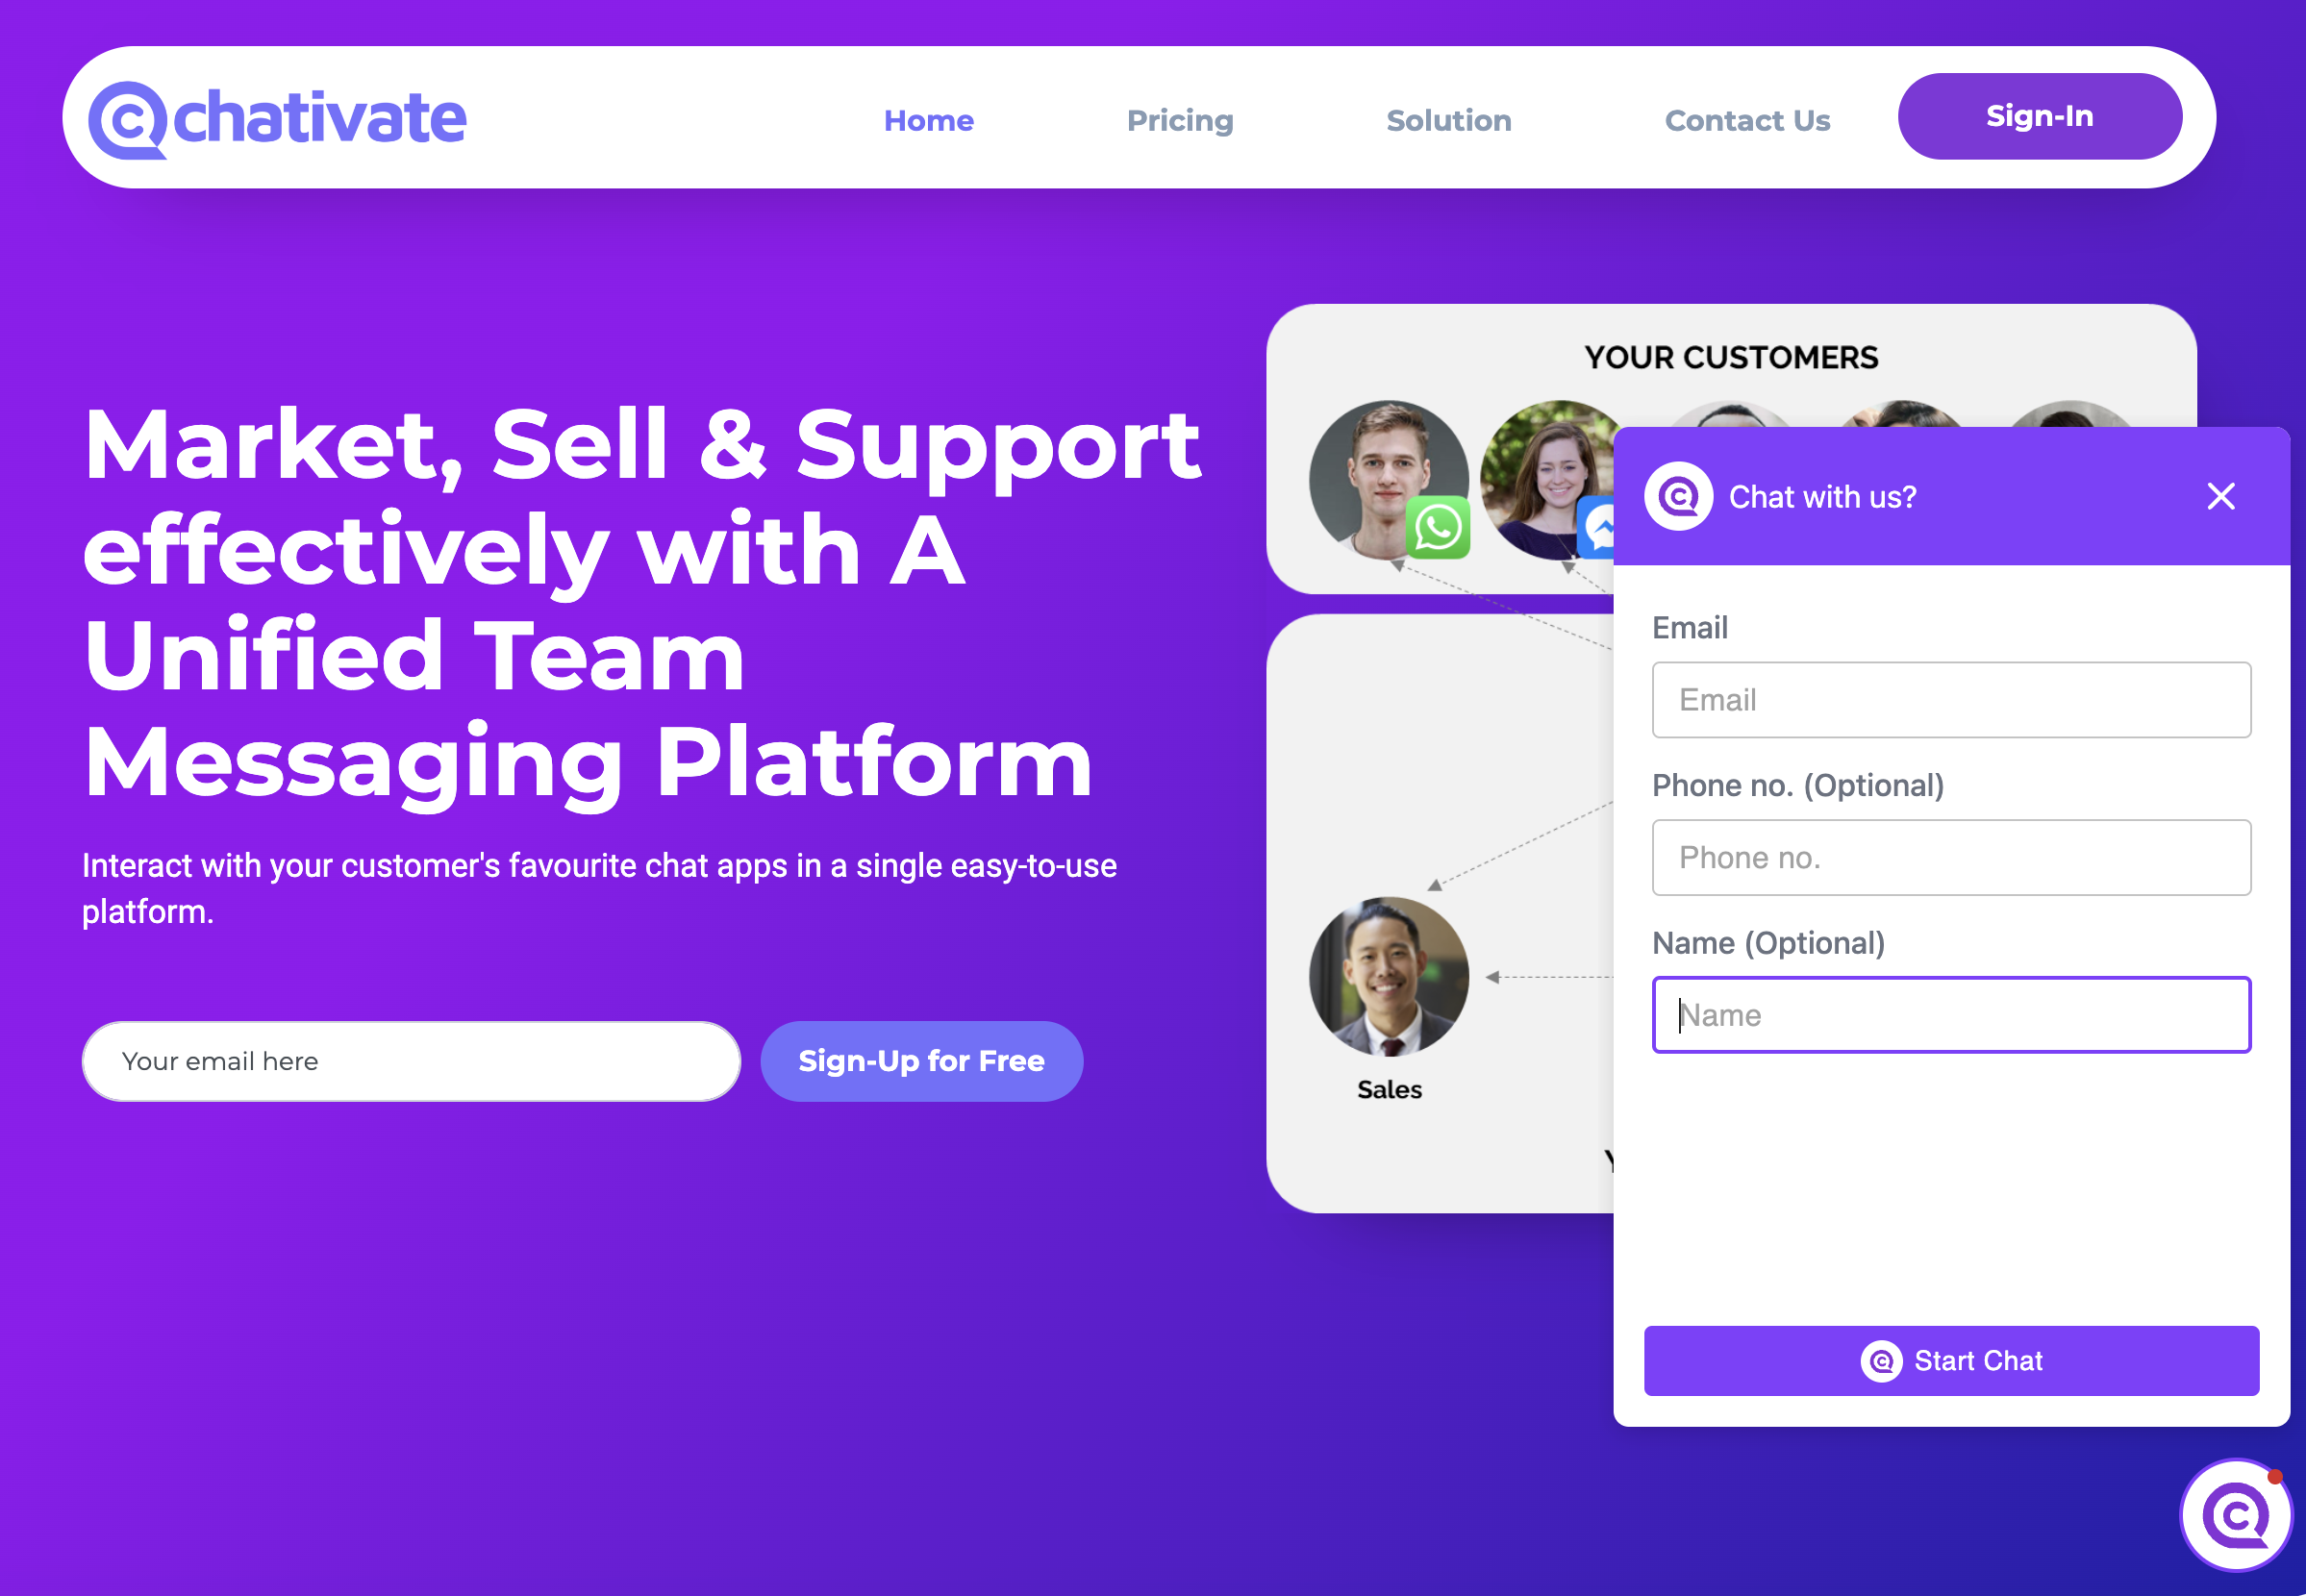 chativate
Home
Pricing
Solution
Contact Us
Sign-In
Market, Sell & Support
effectively with A
Unified Team
Messaging Platform
Interact with your customer's favourite chat apps in a single easy-to-use
platform.
Your email here
Sign-Up for Free
YOUR CUSTOMERS
Sales
Chat with us?
Email
Email
Phone no. (Optional)
Phone no.
Name (Optional)
Name
Start Chat